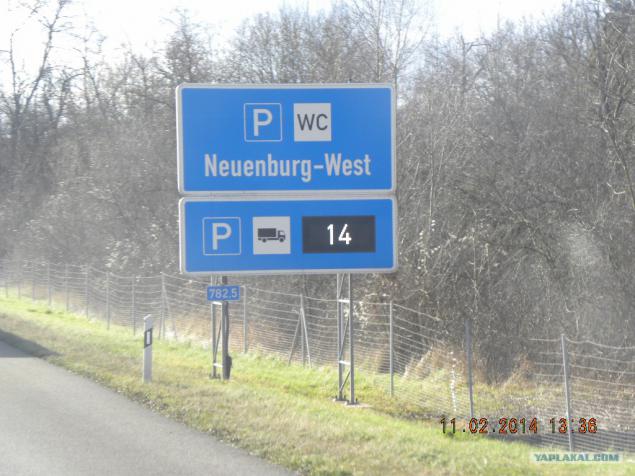 P WC
Neuenburg-West
P 14
782.5
11.02.2014 13:36
YAPLAKAL.COM